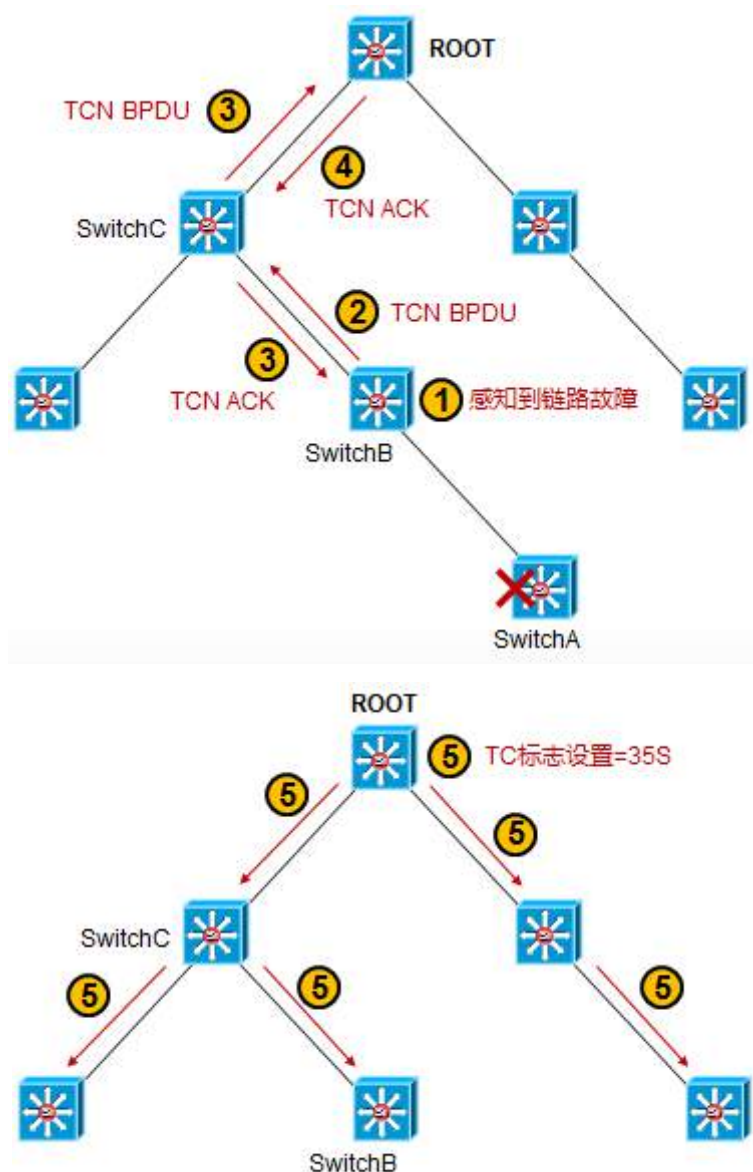 ROOT
TCN BPDU 3
4
TCN ACK
SwitchC
2 TCN BPDU
3
TCN ACK
1 感知到链路故障
SwitchB
SwitchA
ROOT
5 TC标志设置=35S
5
5
SwitchC
5
5
5
SwitchB